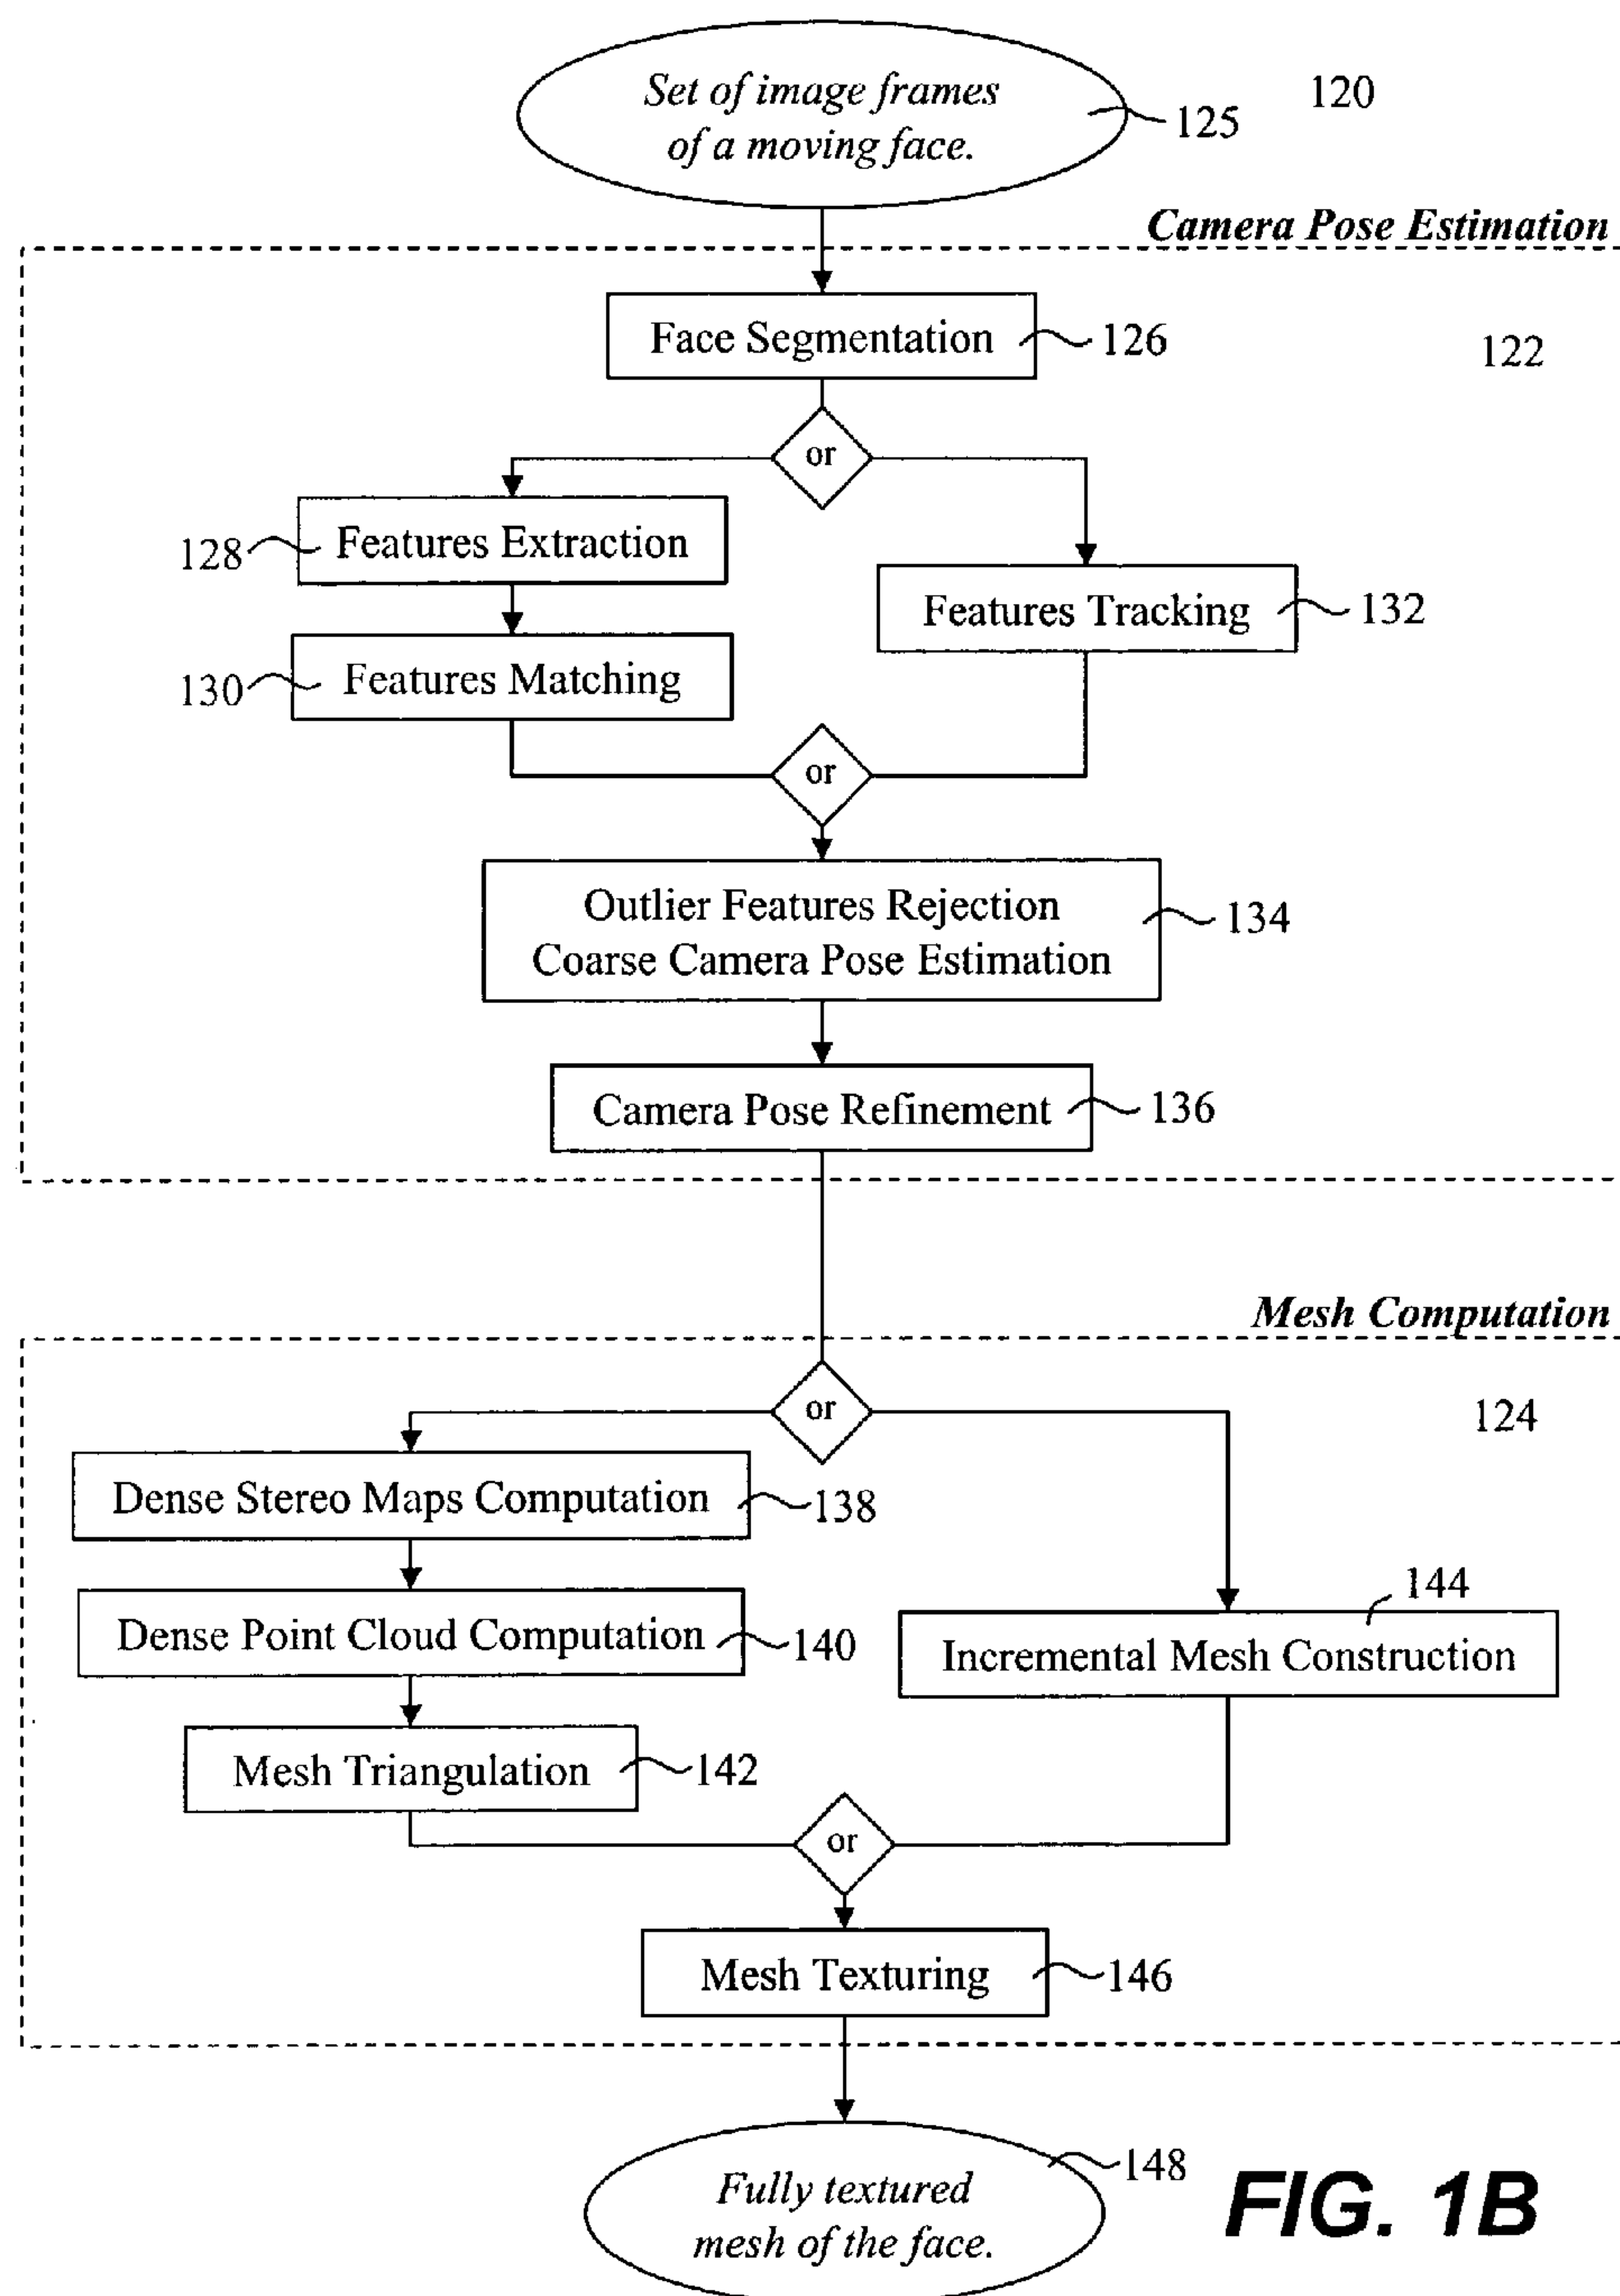 Set of image frames
of a moving face.
125
120
Camera Pose Estimation
Face Segmentation
126
122
or
128
Features Extraction
Features Tracking
132
130
Features Matching
or
Outlier Features Rejection
Coarse Camera Pose Estimation
134
Camera Pose Refinement
136
Mesh Computation
or
124
Dense Stereo Maps Computation
138
Dense Point Cloud Computation
140
144
Incremental Mesh Construction
Mesh Triangulation
142
or
Mesh Texturing
146
148
Fully textured
mesh of the face.
FIG. 1B